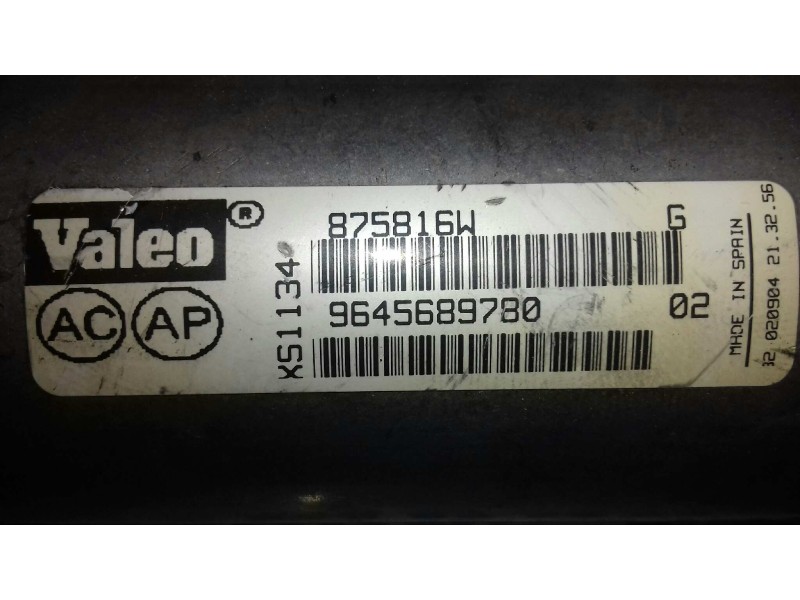 Valeo ®
AC AP
XS1134
875816W G
9645689780 02
MADE IN SPAIN
32 020904 21.32.56